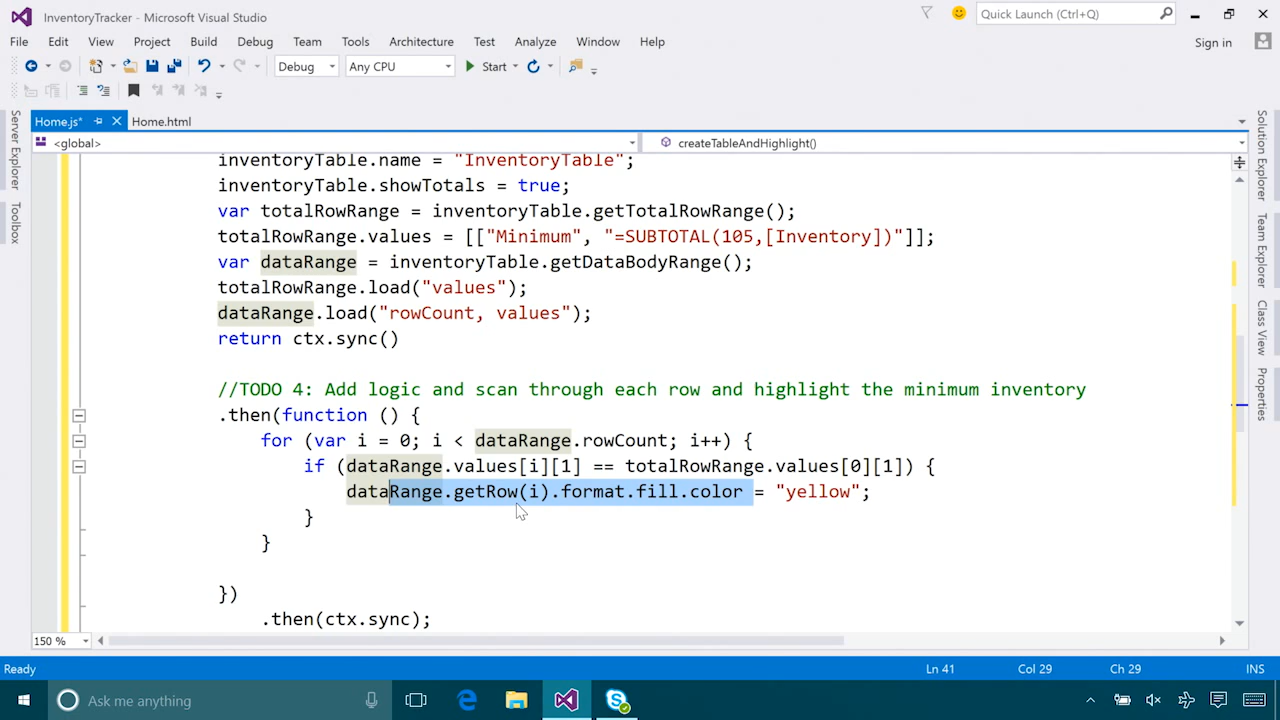 InventoryTracker - Microsoft Visual Studio
Quick Launch (Ctrl+Q)
File Edit View Project Build Debug Team Tools Architecture Test Analyze Window Help
Sign in
Debug Any CPU Start
Home.js* Home.html
<global> createTableAndHighlight()
Server Explorer
Toolbox
inventoryTable.name = "InventoryTable";
inventoryTable.showTotals = true;
var totalRowRange = inventoryTable.getTotalRowRange();
totalRowRange.values = [["Minimum", "=SUBTOTAL(105,[Inventory])"]];
var dataRange = inventoryTable.getDataBodyRange();
totalRowRange.load("values");
dataRange.load("rowCount, values");
return ctx.sync()
//TODO 4: Add logic and scan through each row and highlight the minimum inventory
.then(function () {
for (var i = 0; i < dataRange.rowCount; i++) {
if (dataRange.values[i][1] == totalRowRange.values[0][1]) {
dataRange.getRow(i).format.fill.color = "yellow";
}
}
})
.then(ctx.sync);
Solution Explorer
Team Explorer
Class View
Properties
150 %
Ready Ln 41 Col 29 Ch 29 INS
Ask me anything